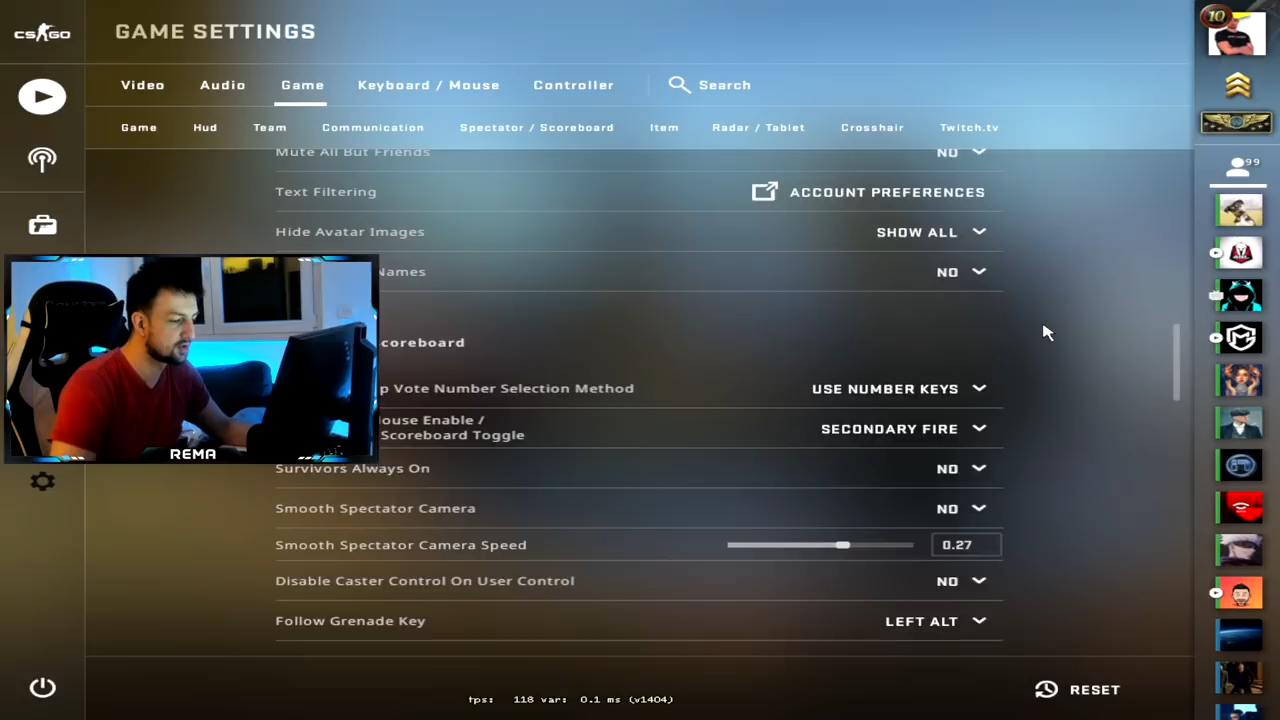 CS GO
GAME SETTINGS
10
Video Audio Game Keyboard / Mouse Controller Search
Game Hud Team Communication Spectator / Scoreboard Item Radar / Tablet Crosshair Twitch.tv
Mute All But Friends NO
99
Text Filtering ACCOUNT PREFERENCES
Hide Avatar Images SHOW ALL
Names NO
coreboard
p Vote Number Selection Method USE NUMBER KEYS
ouse Enable /
Scoreboard Toggle SECONDARY FIRE
REMA
Survivors Always On NO
Smooth Spectator Camera NO
Smooth Spectator Camera Speed 0.27
Disable Caster Control On User Control NO
Follow Grenade Key LEFT ALT
RESET
fps: 118 var: 0.1 ms (v1404)